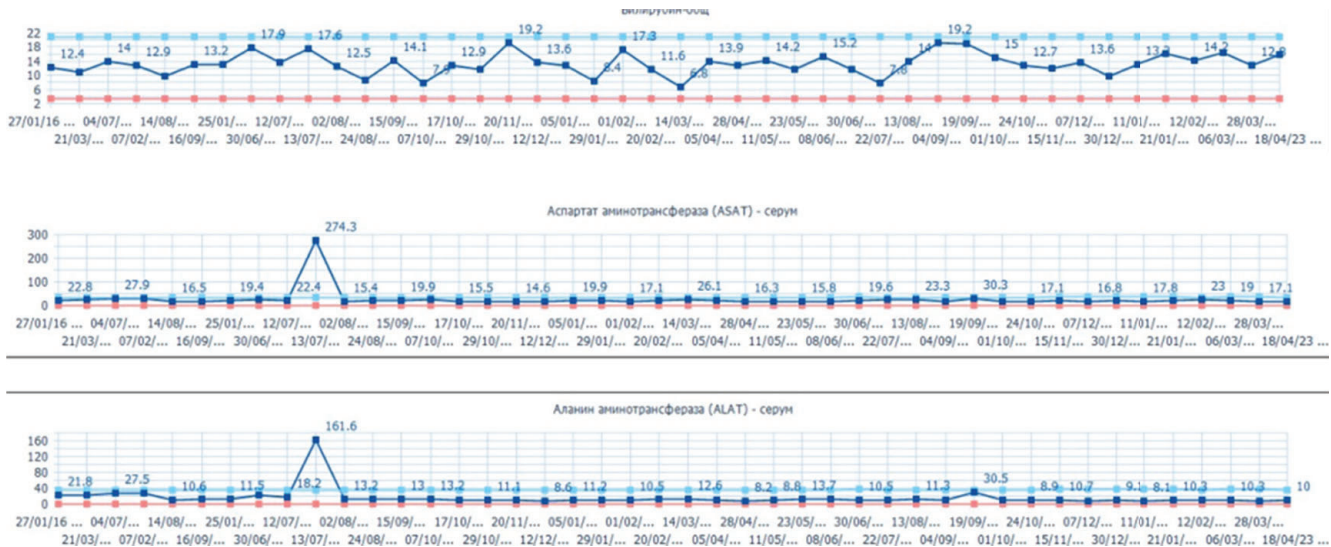 Билирубин-общ
22
18
14
10
6
2
12.4 14 12.9 13.2 17.9 17.6 12.5 14.1 7.9 12.9 19.2 13.6 8.4 17.3 11.6 6.8 13.9 14.2 15.2 7.8 14 19.2 15 12.7 13.6 13.2 14.2 12.8
27/01/16 ... 04/07/... 14/08/... 25/01/... 12/07/... 02/08/... 15/09/... 17/10/... 20/11/... 05/01/... 01/02/... 14/03/... 28/04/... 23/05/... 30/06/... 13/08/... 19/09/... 24/10/... 07/12/... 11/01/... 12/02/... 28/03/...
21/03/... 07/02/... 16/09/... 30/06/... 13/07/... 24/08/... 07/10/... 29/10/... 12/12/... 29/01/... 20/02/... 05/04/... 11/05/... 08/06/... 22/07/... 04/09/... 01/10/... 15/11/... 30/12/... 21/01/... 06/03/... 18/04/23 ...
Аспартат аминотрансфераза (ASAT) - серум
300
200
100
0
274.3
22.8 27.9 16.5 19.4 22.4 15.4 19.9 15.5 14.6 19.9 17.1 26.1 16.3 15.8 19.6 23.3 30.3 17.1 16.8 17.8 23 19 17.1
27/01/16 ... 04/07/... 14/08/... 25/01/... 12/07/... 02/08/... 15/09/... 17/10/... 20/11/... 05/01/... 01/02/... 14/03/... 28/04/... 23/05/... 30/06/... 13/08/... 19/09/... 24/10/... 07/12/... 11/01/... 12/02/... 28/03/...
21/03/... 07/02/... 16/09/... 30/06/... 13/07/... 24/08/... 07/10/... 29/10/... 12/12/... 29/01/... 20/02/... 05/04/... 11/05/... 08/06/... 22/07/... 04/09/... 01/10/... 15/11/... 30/12/... 21/01/... 06/03/... 18/04/23 ...
Аланин аминотрансфераза (ALAT) - серум
160
120
80
40
0
161.6
21.8 27.5 10.6 11.5 18.2 13.2 13 13.2 11.1 8.6 11.2 10.5 12.6 8.2 8.8 13.7 10.5 11.3 30.5 8.9 10.7 9.1 8.1 10.3 10.3 10
27/01/16 ... 04/07/... 14/08/... 25/01/... 12/07/... 02/08/... 15/09/... 17/10/... 20/11/... 05/01/... 01/02/... 14/03/... 28/04/... 23/05/... 30/06/... 13/08/... 19/09/... 24/10/... 07/12/... 11/01/... 12/02/... 28/03/...
21/03/... 07/02/... 16/09/... 30/06/... 13/07/... 24/08/... 07/10/... 29/10/... 12/12/... 29/01/... 20/02/... 05/04/... 11/05/... 08/06/... 22/07/... 04/09/... 01/10/... 15/11/... 30/12/... 21/01/... 06/03/... 18/04/23 ...